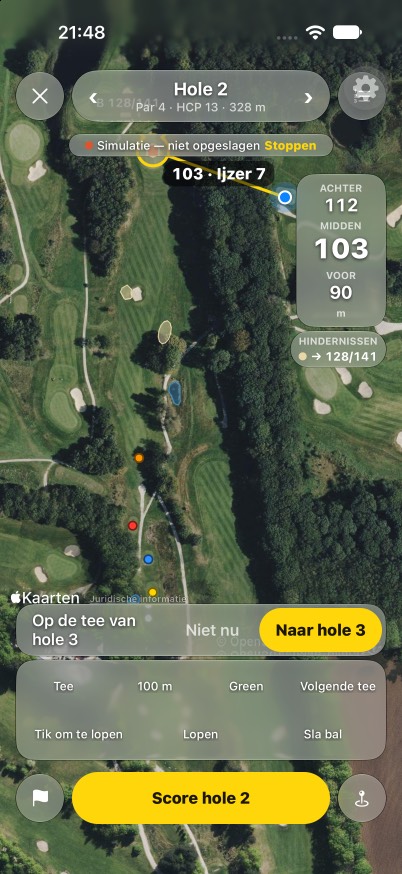 21:48
Hole 2
Par 4 · HCP 13 · 328 m
Simulatie — niet opgeslagen Stoppen
103 · Ijzer 7
ACHTER
112
MIDDEN
103
VOOR
90
m
HINDERNISSEN
→ 128/141
Kaarten Juridische informatie
Op de tee van
hole 3
Niet nu
Naar hole 3
Tee
100 m
Green
Volgende tee
Tik om te lopen
Lopen
Sla bal
Score hole 2